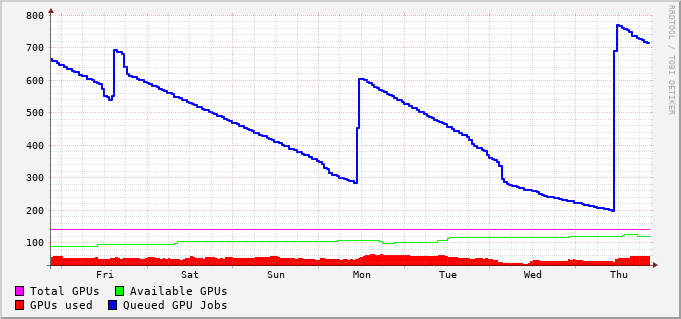 800
700
600
500
400
300
200
100
Fri Sat Sun Mon Tue Wed Thu
Total GPUs Available GPUs
GPUs used Queued GPU Jobs
RRDTOOL / TOBI OETIKER